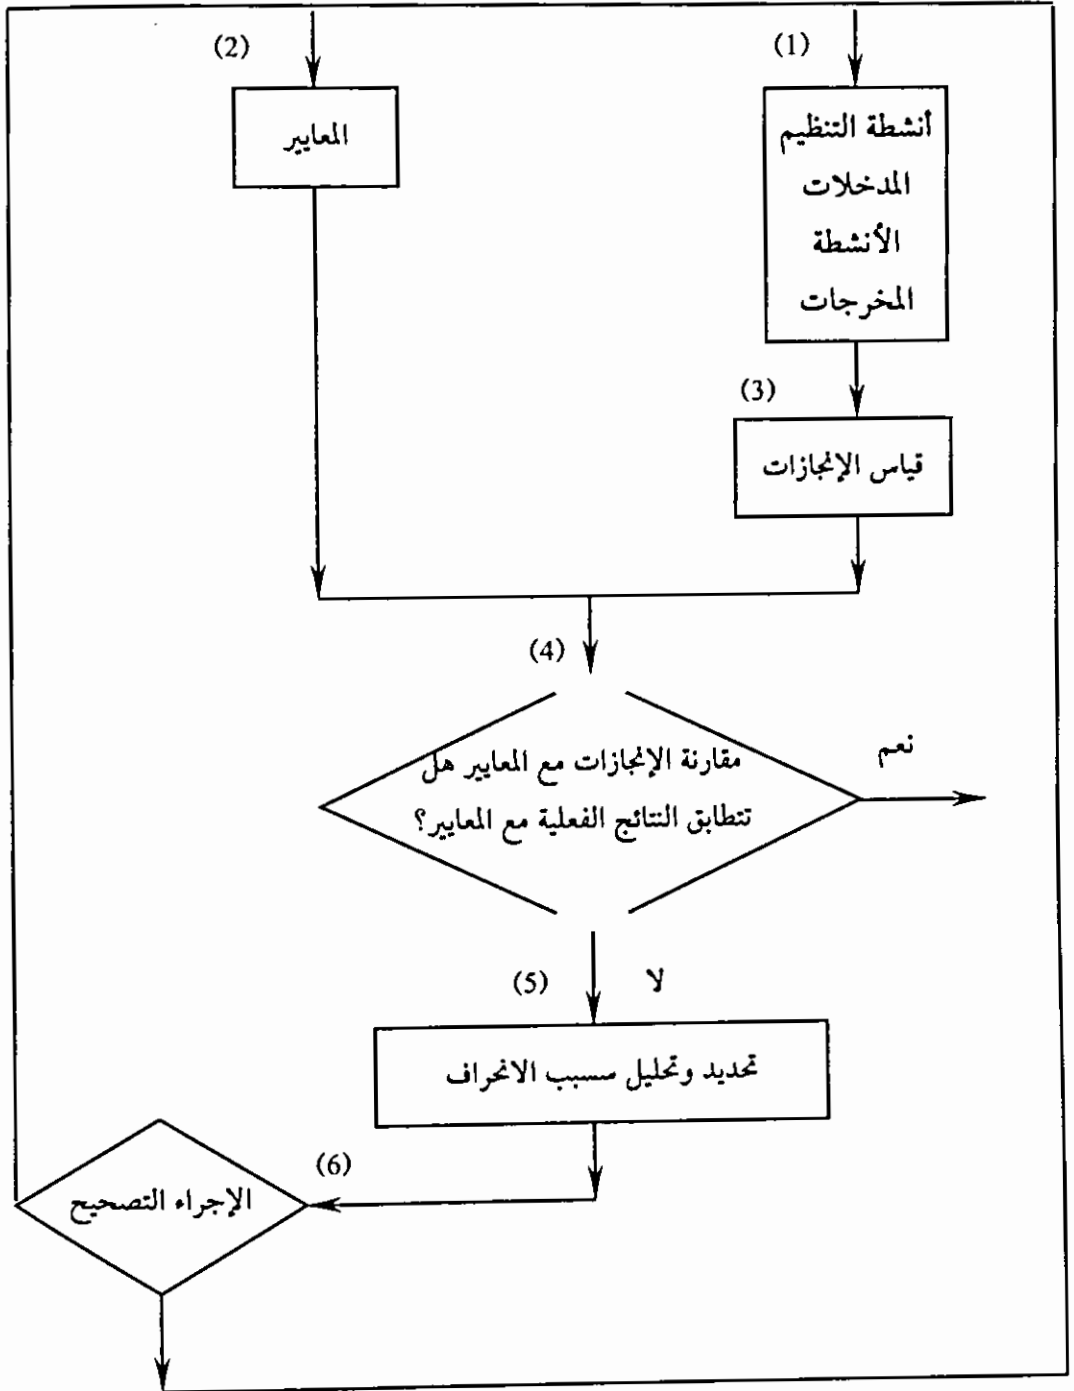 (1)
أنشطة التنظيم
المدخلات
الأنشطة
المخرجات
(2)
المعايير
(3)
قياس الإنجازات
(4)
مقارنة الإنجازات مع المعايير هل
تتطابق النتائج الفعلية مع المعايير؟
نعم
لا
(5)
تحديد وتحليل سبب الانحراف
(6)
الإجراء التصحيح